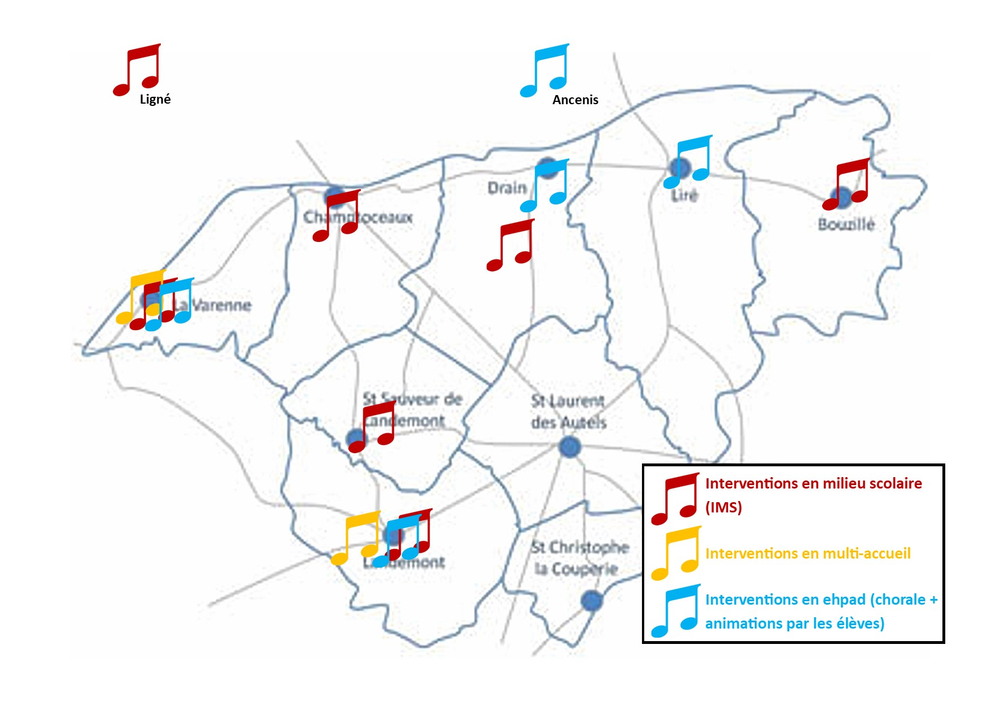 Ligné
Ancenis
Drain
Liré
Champtoceaux
Bouzillé
La Varenne
St Sauveur de
Landemont
St Laurent
des Autels
Landemont
St Christophe
la Couperie
Interventions en milieu scolaire
(IMS)
Interventions en multi-accueil
Interventions en ehpad (chorale +
animations par les élèves)